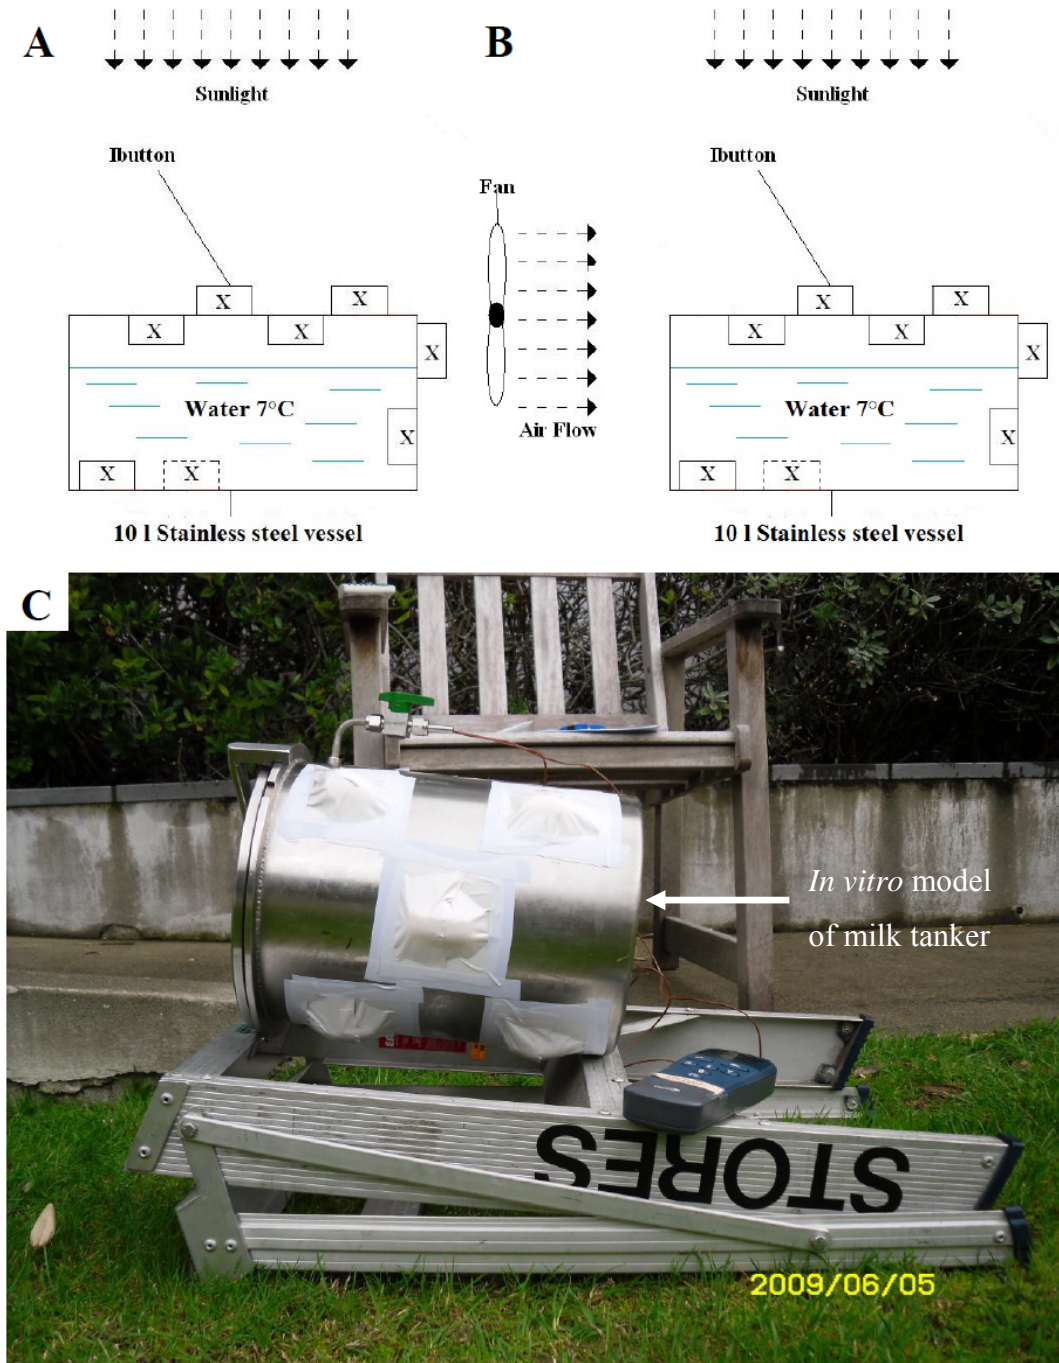 A
Sunlight
Ibutton
X
X
X
X
X
X
X
X
Water 7°C
10 l Stainless steel vessel
B
Sunlight
Ibutton
Fan
Air Flow
X
X
X
X
X
X
X
X
Water 7°C
10 l Stainless steel vessel
C
In vitro model
of milk tanker
STORES
2009/06/05